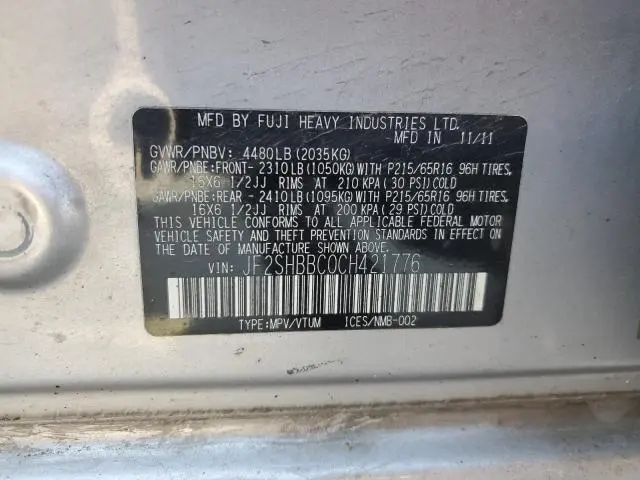 MFD BY FUJI HEAVY INDUSTRIES LTD.
MFD IN 11/11
GVWR/PNBV: 4480LB(2035KG)
GAWR/PNBE:FRONT- 2310LB(1050KG)WITH P215/65R16 96H TIRES,
16X6 1/2JJ RIMS AT 210 KPA(30 PSI)COLD
GAWR/PNBE:REAR - 2410LB(1095KG)WITH P215/65R16 96H TIRES,
16X6 1/2JJ RIMS AT 200 KPA(29 PSI)COLD
THIS VEHICLE CONFORMS TO ALL APPLICABLE FEDERAL MOTOR
VEHICLE SAFETY AND THEFT PREVENTION STANDARDS IN EFFECT
ON THE DATE OF MANUFACTURE SHOWN ABOVE.
VIN: JF2SHBBC0CH421776
TYPE:MPV/VTUM ICES/NMB-002